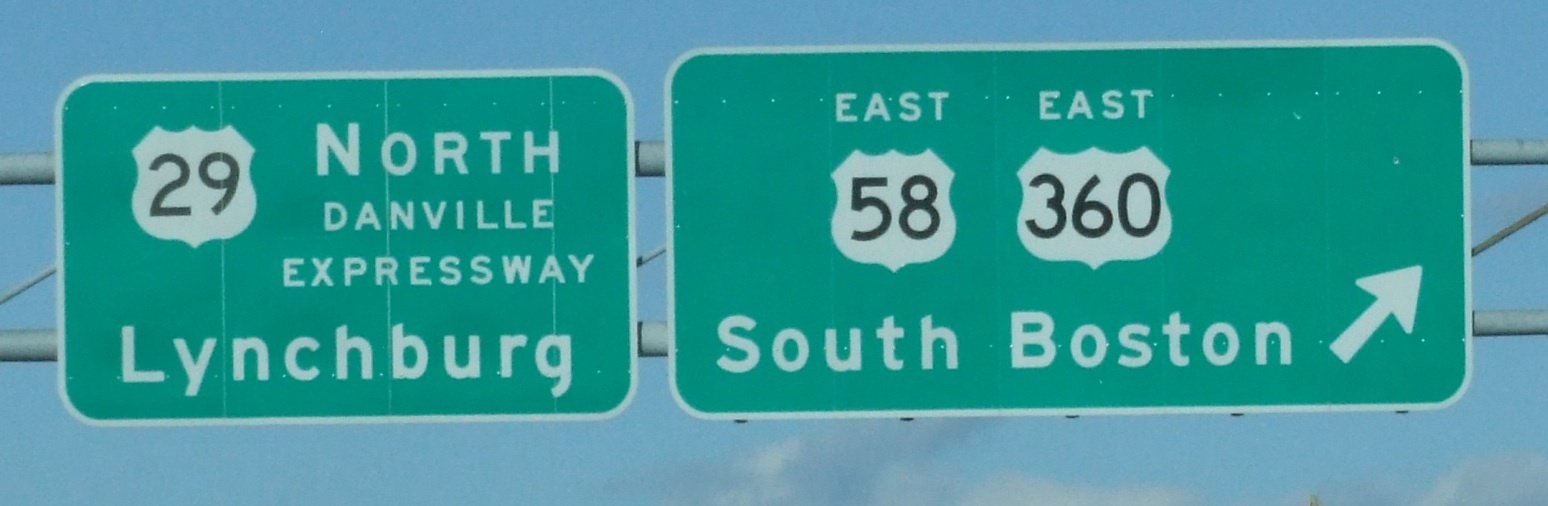 29 NORTH
DANVILLE
EXPRESSWAY
Lynchburg
EAST EAST
58 360
South Boston